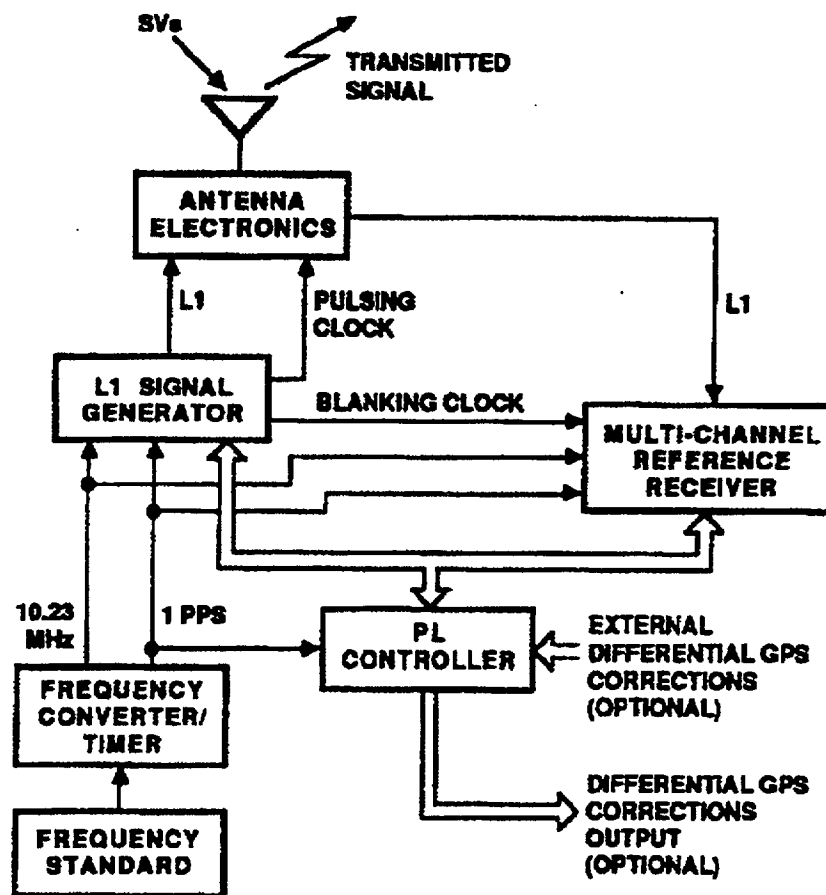 SVs
TRANSMITTED
SIGNAL
ANTENNA
ELECTRONICS
L1
PULSING
CLOCK
L1
L1 SIGNAL
GENERATOR
BLANKING CLOCK
MULTI-CHANNEL
REFERENCE
RECEIVER
10.23
MHz
1 PPS
PL
CONTROLLER
EXTERNAL
DIFFERENTIAL GPS
CORRECTIONS
(OPTIONAL)
FREQUENCY
CONVERTER/
TIMER
DIFFERENTIAL GPS
CORRECTIONS
OUTPUT
(OPTIONAL)
FREQUENCY
STANDARD